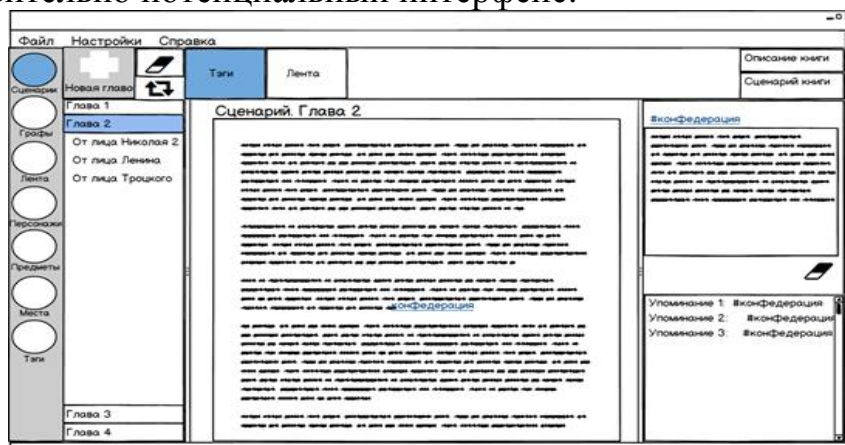 потенциальный интерфейс.
Файл Настройки Справка
Сценарии
Новая глава
Тэги
Лента
Описание книги
Сценарий книги
Графы
Лента
Персонажи
Предметы
Места
Тэги
Глава 1
Глава 2
От лица Николая 2
От лица Ленина
От лица Троцкого
Глава 3
Глава 4
Сценарий. Глава 2
конфедерация
#конфедерация
Упоминание 1: #конфедерация
Упоминание 2: #конфедерация
Упоминание 3: #конфедерация